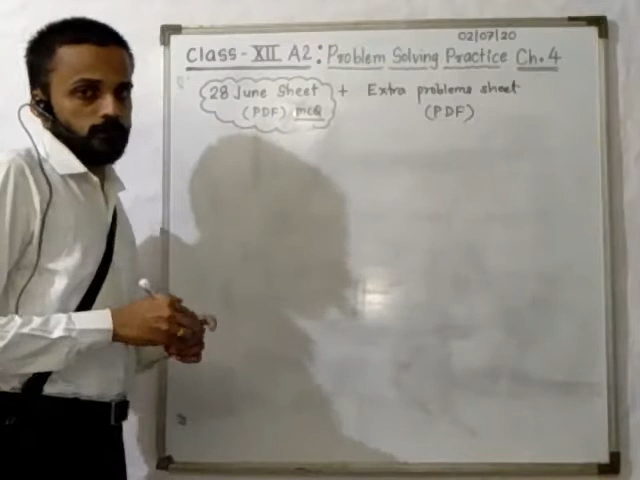 02/07/20
Class-XII A2: Problem Solving Practice Ch. 4
28 June Sheet + Extra problems sheet
(PDF) MCQ (PDF)